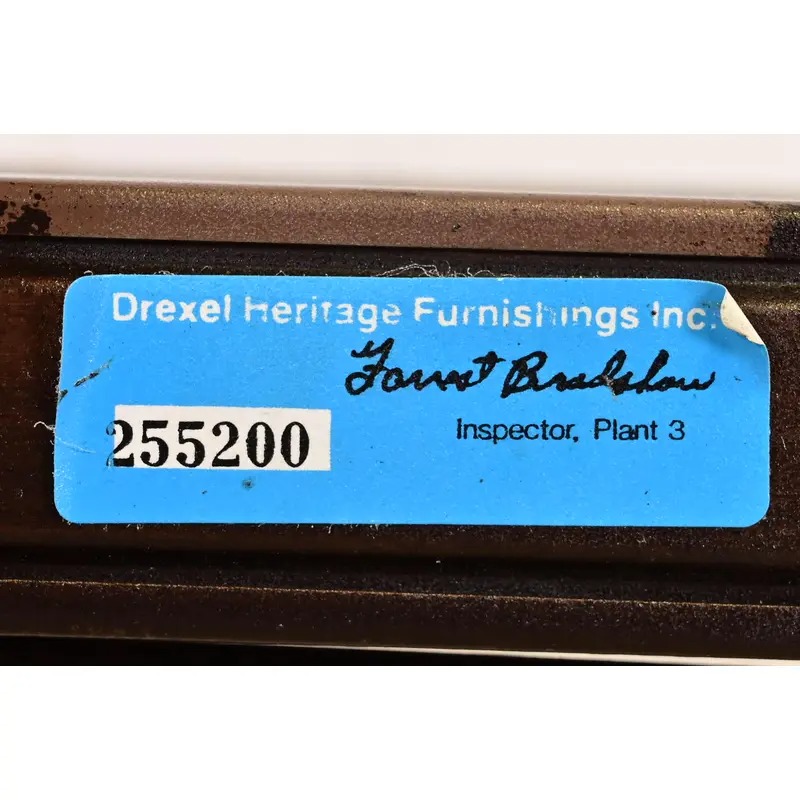 Drexel Heritage Furnishings Inc.
Forrest Bradshaw
255200
Inspector, Plant 3